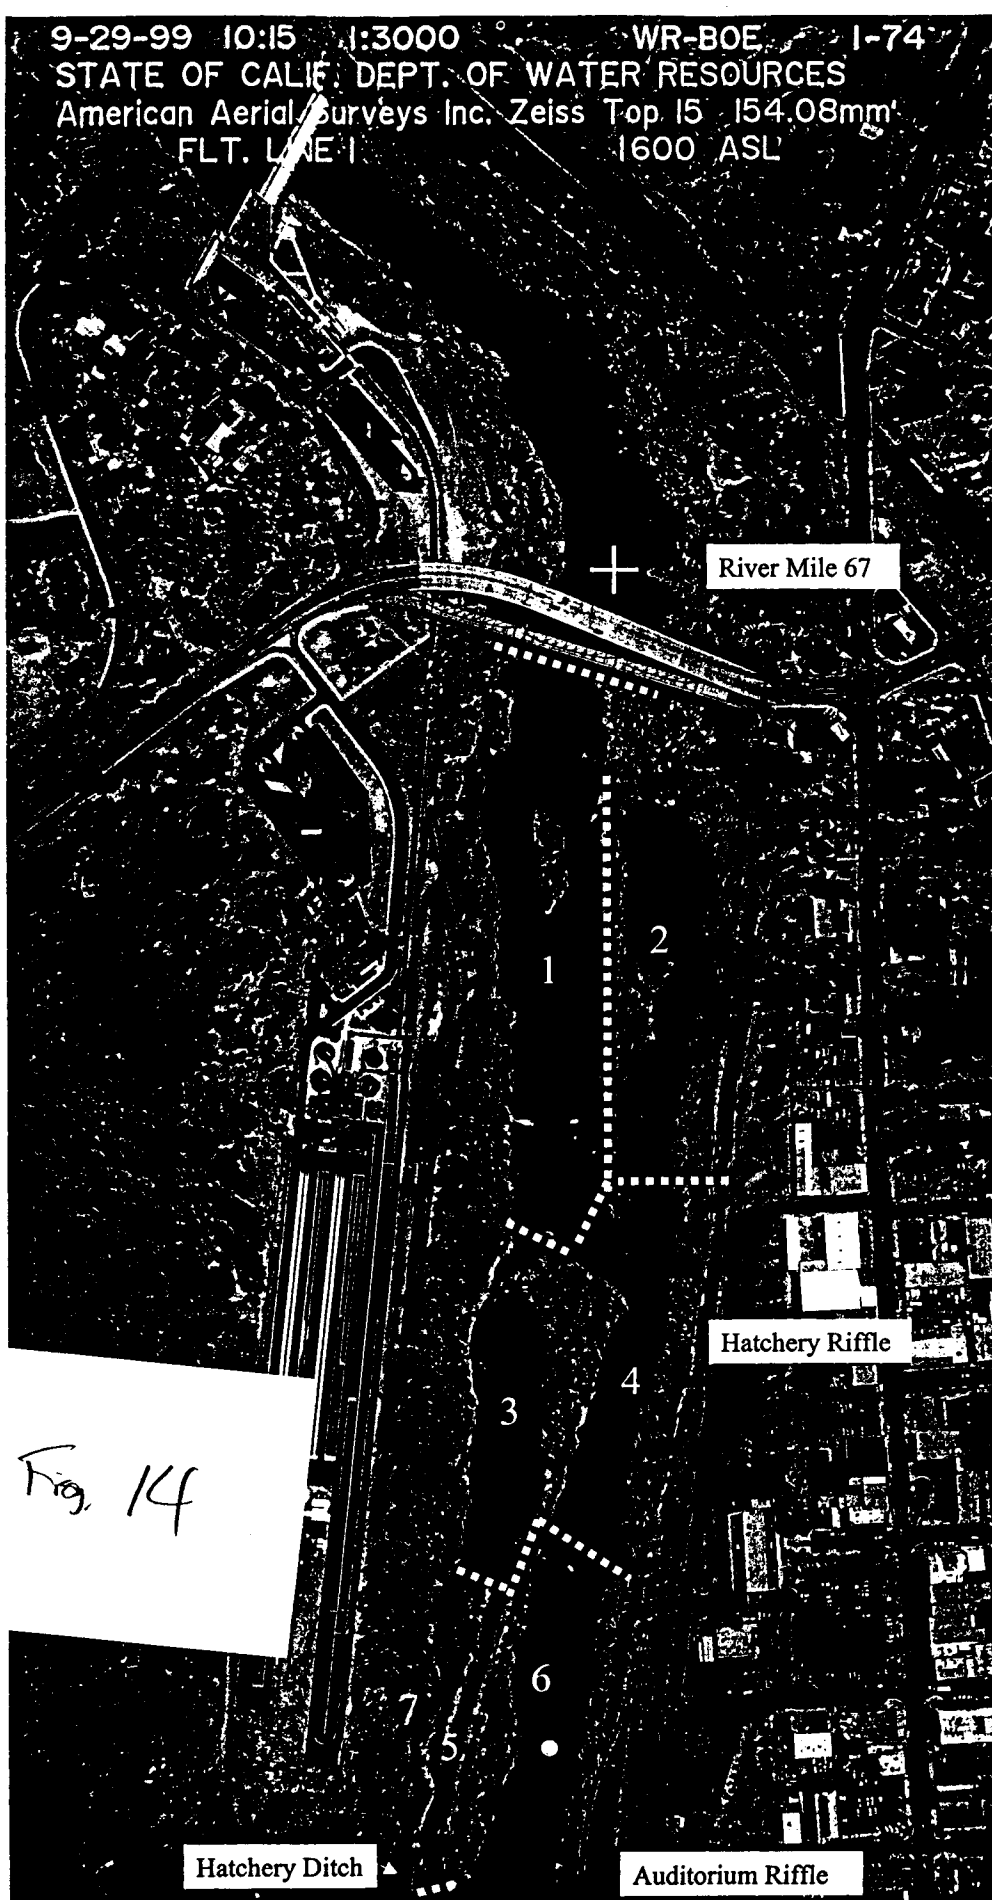 9-29-99 10:15 1:3000 WR-BOE 1-74
STATE OF CALIF. DEPT. OF WATER RESOURCES
American Aerial Surveys Inc. Zeiss Top 15 154.08mm
FLT. LINE 1 1600 ASL
River Mile 67
2
1
Hatchery Riffle
4
3
Fig. 14
6
7
5
Hatchery Ditch
Auditorium Riffle